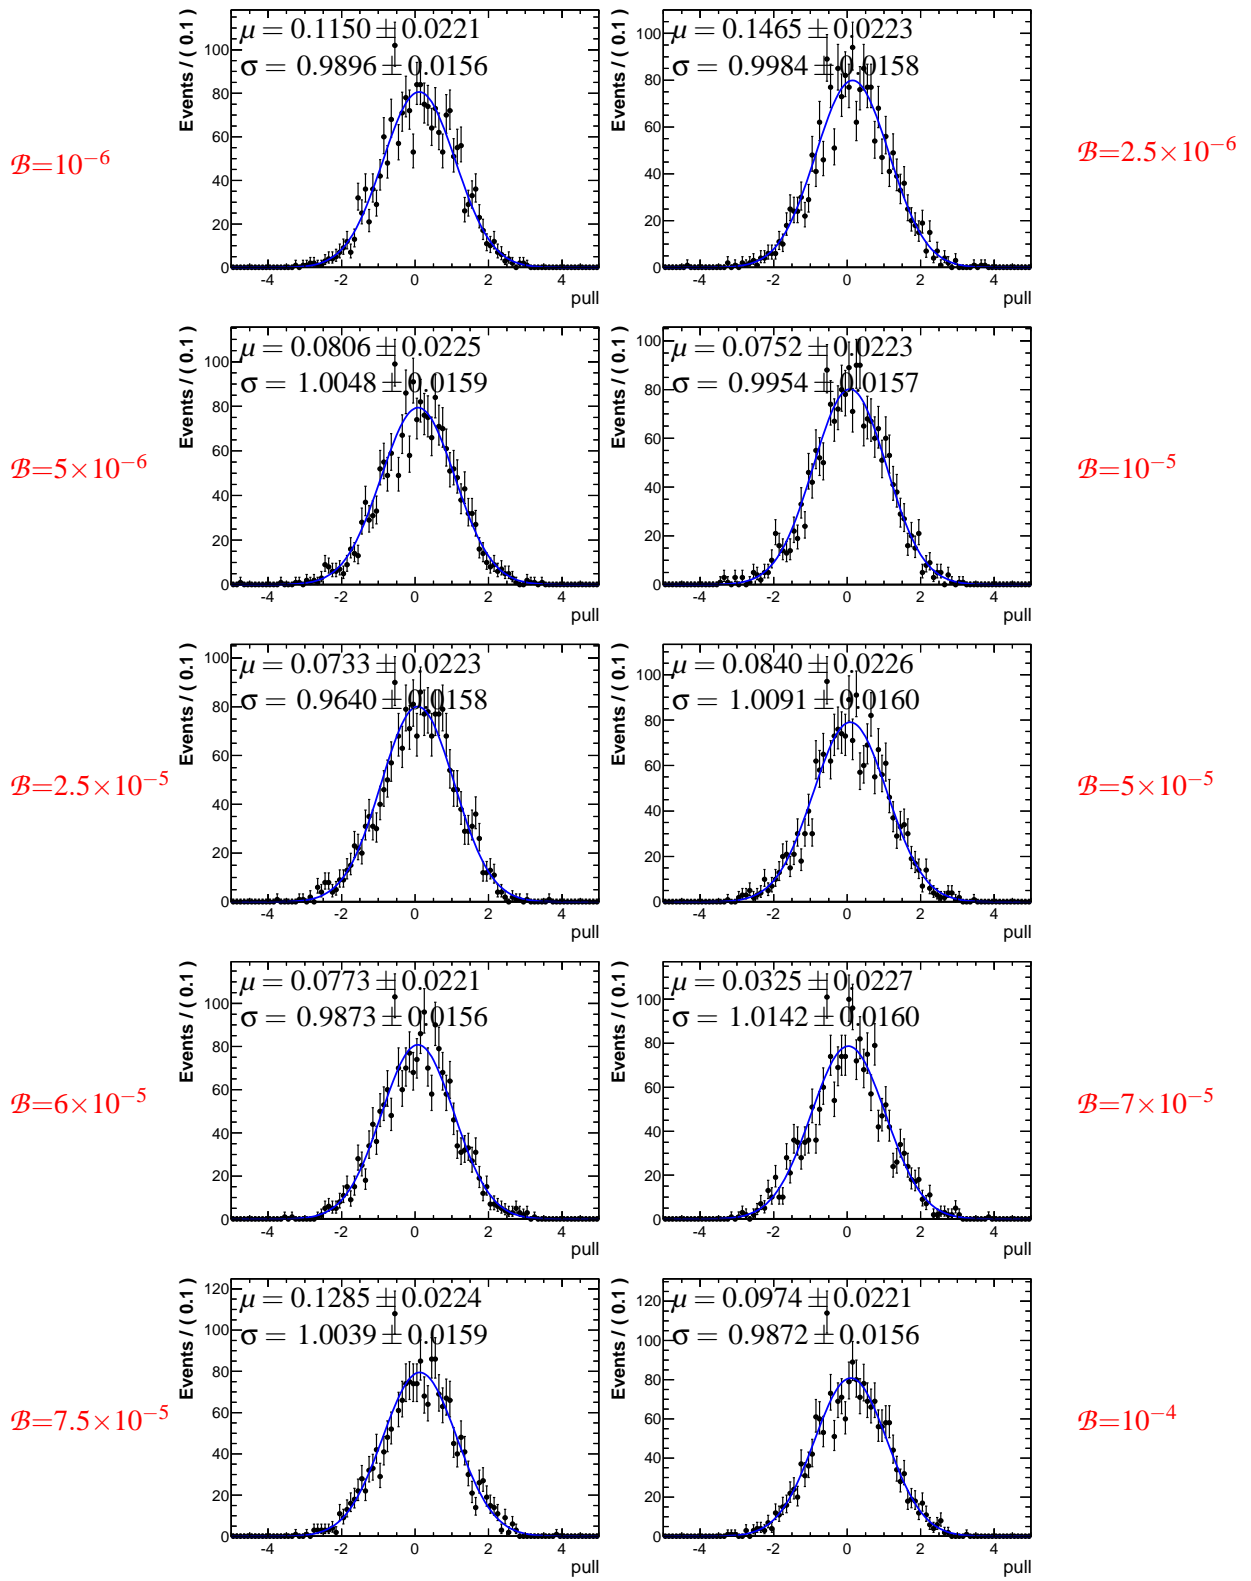 μ = 0.1150 ± 0.0221
σ = 0.9896 ± 0.0156
Events / ( 0.1 )
100
80
60
40
20
0
-4 -2 0 2 4
pull
B=10⁻⁶
μ = 0.1465 ± 0.0223
σ = 0.9984 ± 0.0158
Events / ( 0.1 )
100
80
60
40
20
0
-4 -2 0 2 4
pull
B=2.5×10⁻⁶
μ = 0.0806 ± 0.0225
σ = 1.0048 ± 0.0159
Events / ( 0.1 )
100
80
60
40
20
0
-4 -2 0 2 4
pull
B=5×10⁻⁶
μ = 0.0752 ± 0.0223
σ = 0.9954 ± 0.0157
Events / ( 0.1 )
100
80
60
40
20
0
-4 -2 0 2 4
pull
B=10⁻⁵
μ = 0.0733 ± 0.0223
σ = 0.9640 ± 0.0158
Events / ( 0.1 )
100
80
60
40
20
0
-4 -2 0 2 4
pull
B=2.5×10⁻⁵
μ = 0.0840 ± 0.0226
σ = 1.0091 ± 0.0160
Events / ( 0.1 )
100
80
60
40
20
0
-4 -2 0 2 4
pull
B=5×10⁻⁵
μ = 0.0773 ± 0.0221
σ = 0.9873 ± 0.0156
Events / ( 0.1 )
100
80
60
40
20
0
-4 -2 0 2 4
pull
B=6×10⁻⁵
μ = 0.0325 ± 0.0227
σ = 1.0142 ± 0.0160
Events / ( 0.1 )
100
80
60
40
20
0
-4 -2 0 2 4
pull
B=7×10⁻⁵
μ = 0.1285 ± 0.0224
σ = 1.0039 ± 0.0159
Events / ( 0.1 )
120
100
80
60
40
20
0
-4 -2 0 2 4
pull
B=7.5×10⁻⁵
μ = 0.0974 ± 0.0221
σ = 0.9872 ± 0.0156
Events / ( 0.1 )
120
100
80
60
40
20
0
-4 -2 0 2 4
pull
B=10⁻⁴